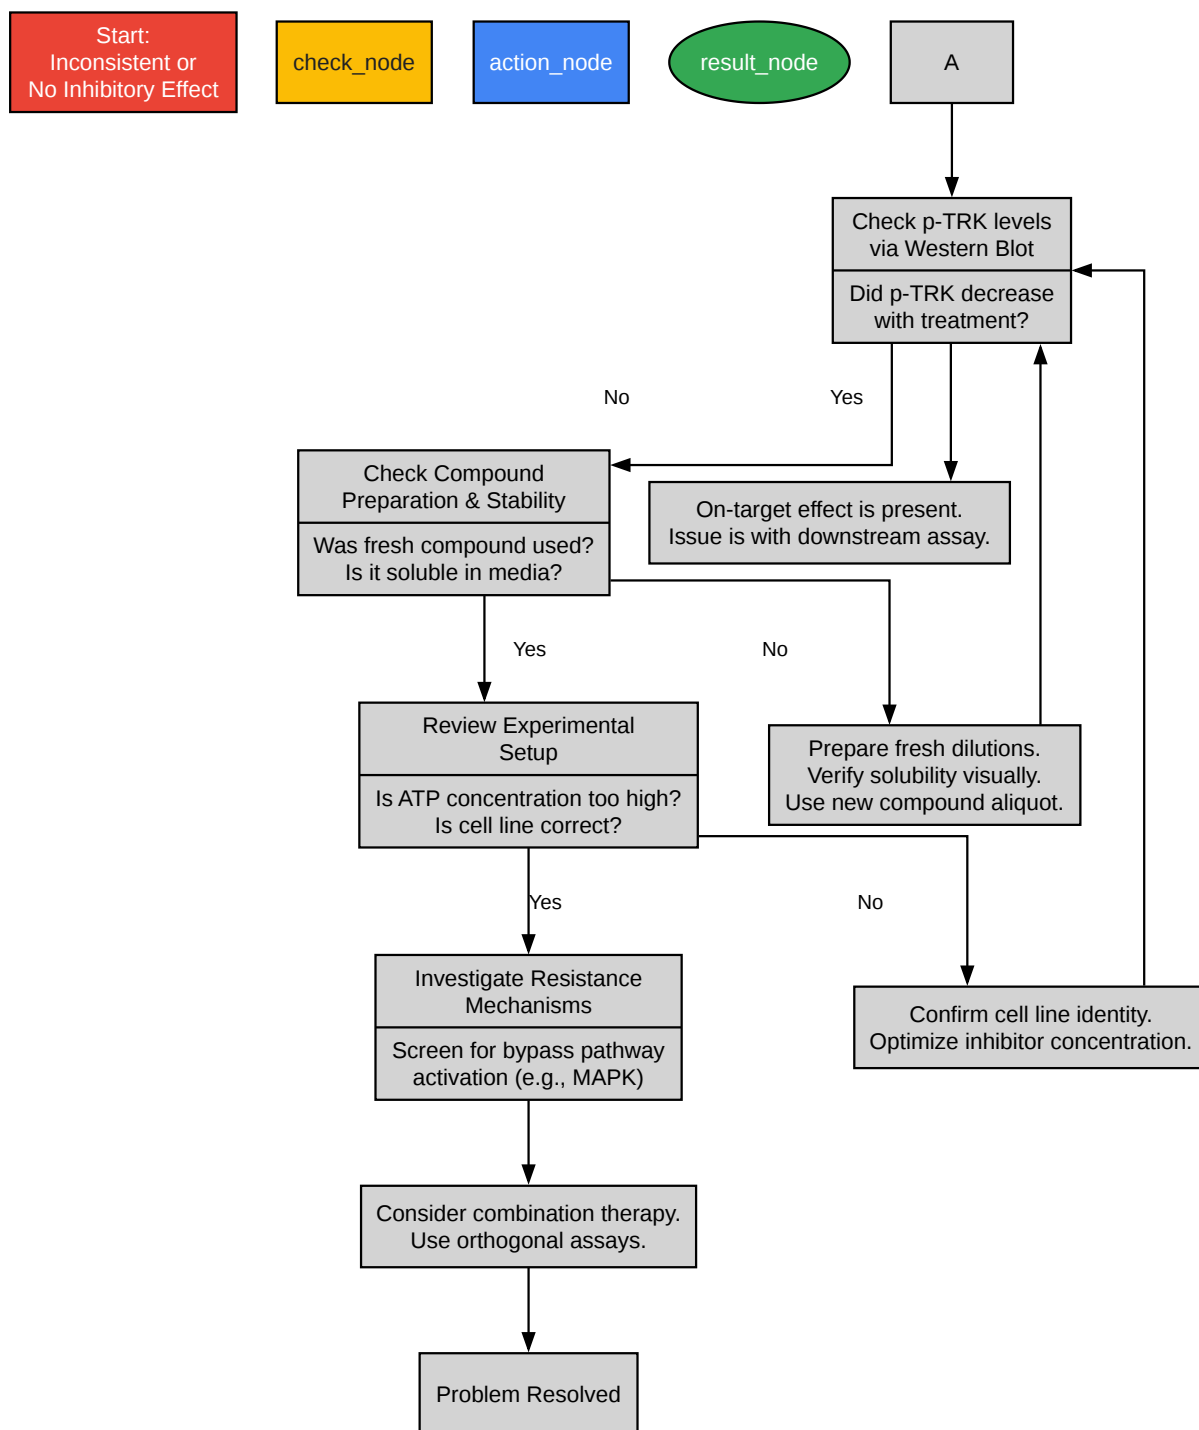 Start:
Inconsistent or
No Inhibitory Effect
check_node
action_node
result_node
A
Check p-TRK levels
via Western Blot
Did p-TRK decrease
with treatment?
No
Yes
Check Compound
Preparation & Stability
Was fresh compound used?
Is it soluble in media?
On-target effect is present.
Issue is with downstream assay.
Yes
No
Review Experimental
Setup
Is ATP concentration too high?
Is cell line correct?
Prepare fresh dilutions.
Verify solubility visually.
Use new compound aliquot.
Yes
No
Investigate Resistance
Mechanisms
Screen for bypass pathway
activation (e.g., MAPK)
Confirm cell line identity.
Optimize inhibitor concentration.
Consider combination therapy.
Use orthogonal assays.
Problem Resolved